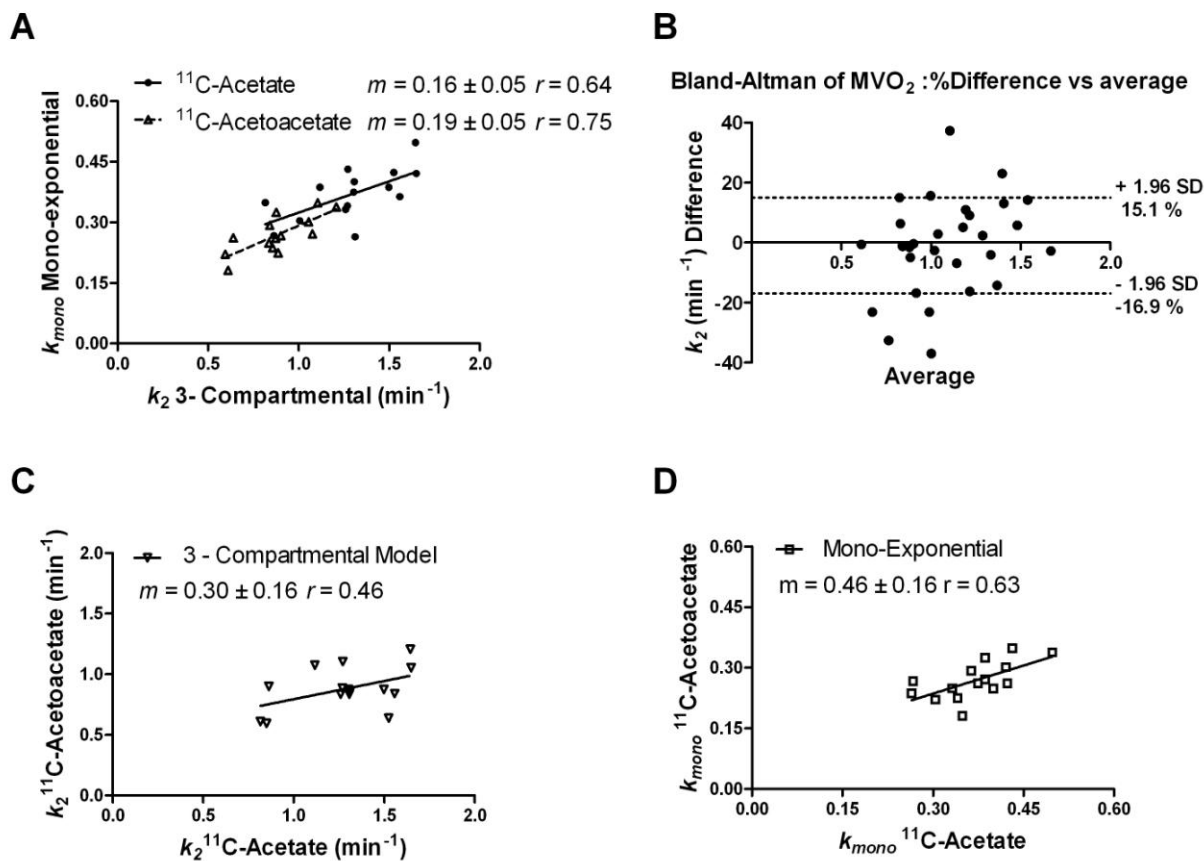 A
¹¹C-Acetate m = 0.16 ± 0.05 r = 0.64
¹¹C-Acetoacetate m = 0.19 ± 0.05 r = 0.75
k_mono Mono-exponential
0.60
0.45
0.30
0.15
0.00
0.0 0.5 1.0 1.5 2.0
k₂ 3- Compartmental (min⁻¹)
B
Bland-Altman of MVO₂ :%Difference vs average
k₂ (min⁻¹) Difference
40
20
0
-20
-40
0.5 1.0 1.5 2.0
+ 1.96 SD
15.1 %
- 1.96 SD
-16.9 %
Average
C
3 - Compartmental Model
m = 0.30 ± 0.16 r = 0.46
k₂ ¹¹C-Acetoacetate (min⁻¹)
2.0
1.5
1.0
0.5
0.0
0.0 0.5 1.0 1.5 2.0
k₂ ¹¹C-Acetate (min⁻¹)
D
Mono-Exponential
m = 0.46 ± 0.16 r = 0.63
k_mono ¹¹C-Acetoacetate
0.60
0.45
0.30
0.15
0.00
0.00 0.15 0.30 0.45 0.60
k_mono ¹¹C-Acetate